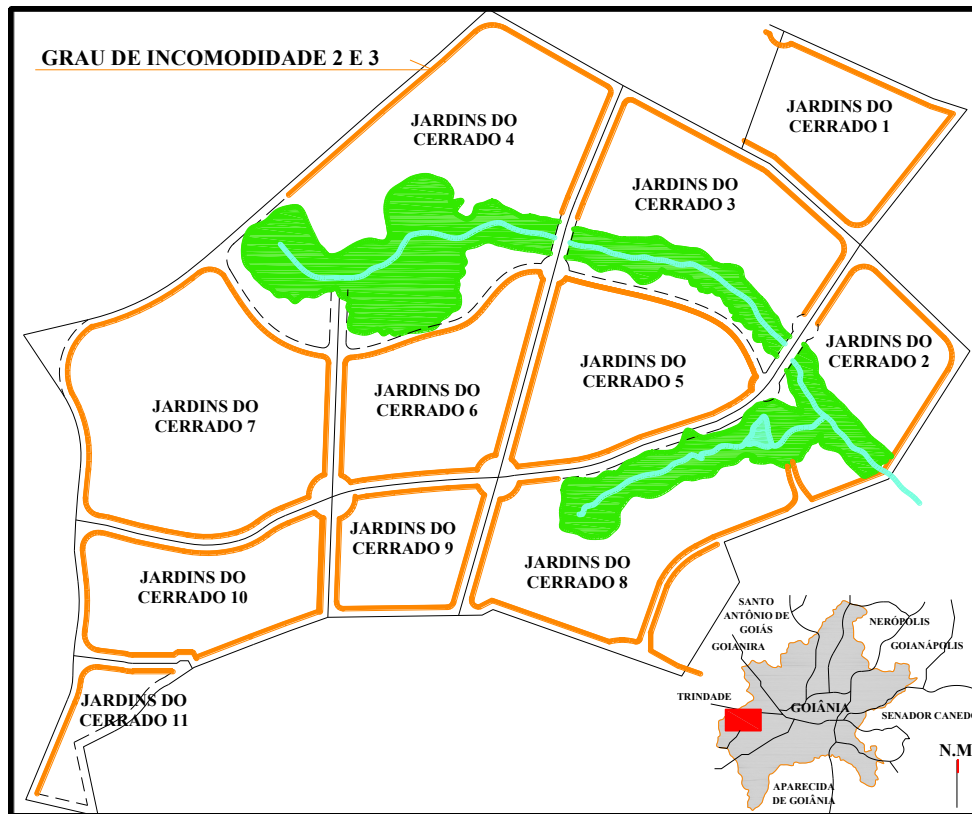 GRAU DE INCOMODIDADE 2 E 3
JARDINS DO
CERRADO 1
JARDINS DO
CERRADO 4
JARDINS DO
CERRADO 3
JARDINS DO
CERRADO 2
JARDINS DO
CERRADO 5
JARDINS DO
CERRADO 6
JARDINS DO
CERRADO 7
JARDINS DO
CERRADO 9
JARDINS DO
CERRADO 8
JARDINS DO
CERRADO 10
JARDINS DO
CERRADO 11
SANTO
ANTÔNIO DE
GOIÁS
NERÓPOLIS
GOIANIRA
GOIANÁPOLIS
TRINDADE
GOIÂNIA
SENADOR CANEDO
N.M
APARECIDA
DE GOIÂNIA